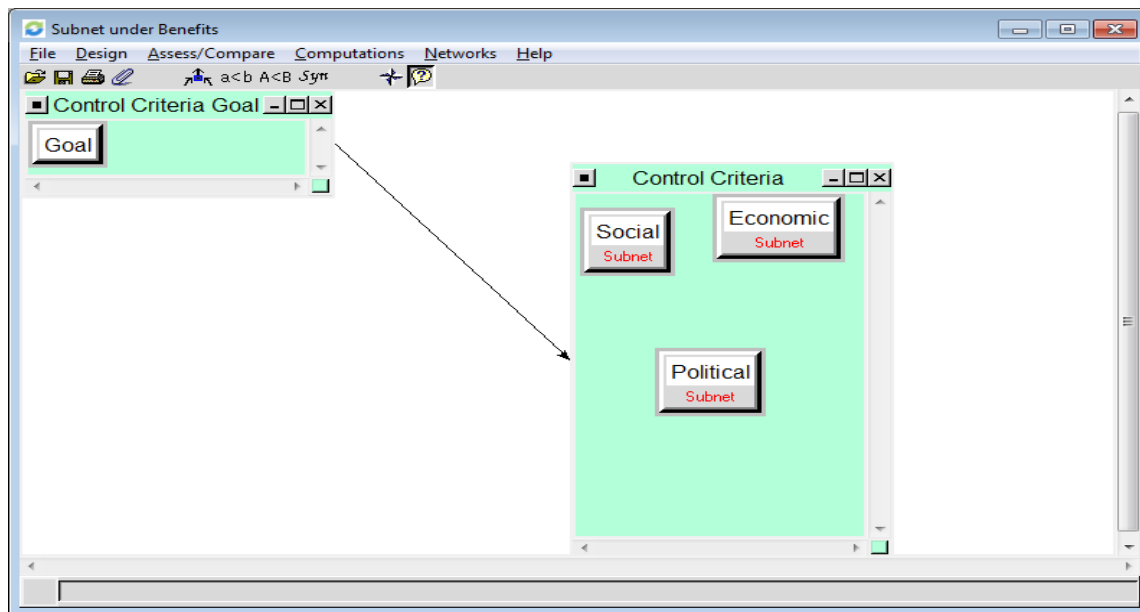 Subnet under Benefits
File Design Assess/Compare Computations Networks Help
a<b A<B Syn
Control Criteria Goal
Goal
Control Criteria
Social
Subnet
Economic
Subnet
Political
Subnet